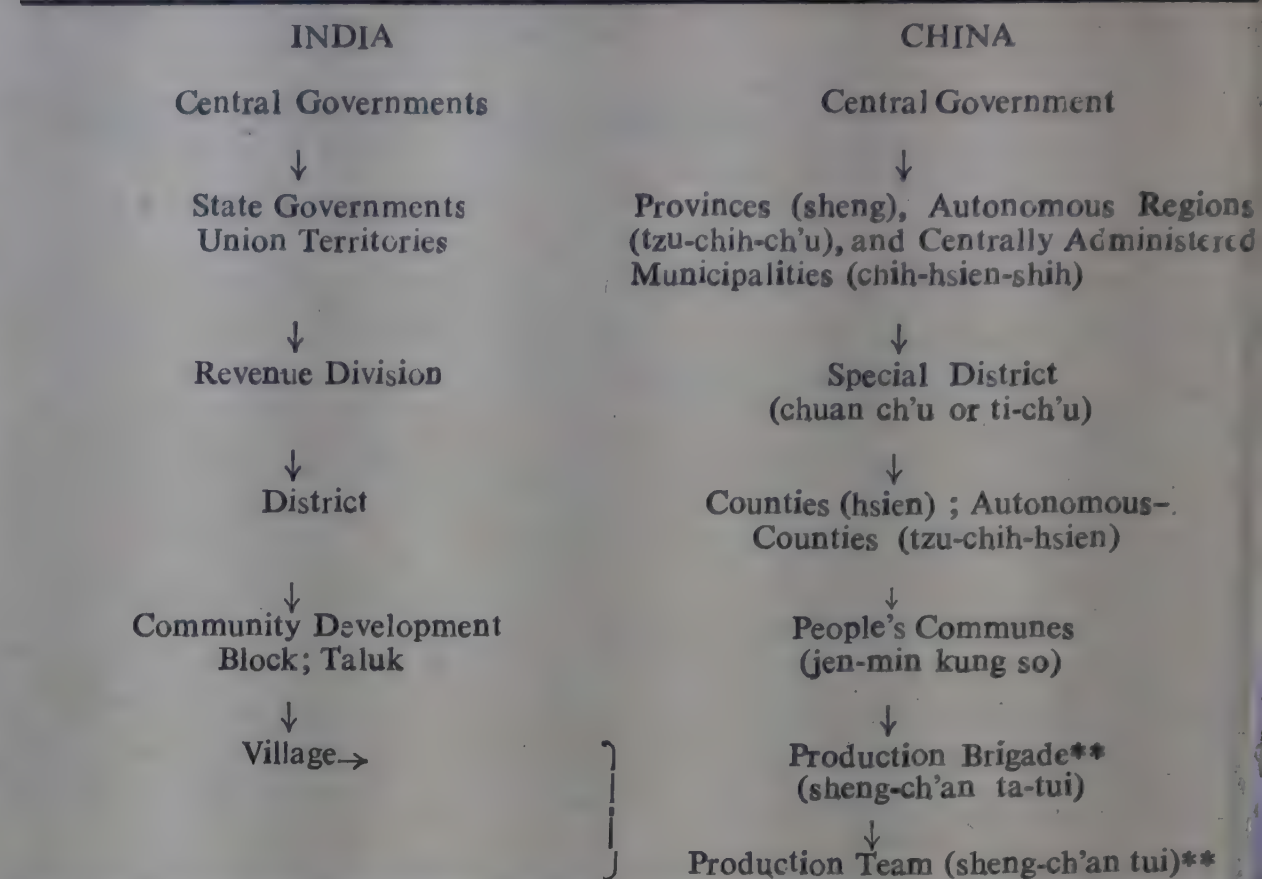 INDIA
Central Governments
↓
State Governments
Union Territories
↓
Revenue Division
↓
District
↓
Community Development
Block; Taluk
↓
Village→
CHINA
Central Government
↓
Provinces (sheng), Autonomous Regions
(tzu-chih-ch'u), and Centrally Administered
Municipalities (chih-hsien-shih)
↓
Special District
(chuan ch'u or ti-ch'u)
↓
Counties (hsien) ; Autonomous-
Counties (tzu-chih-hsien)
↓
People's Communes
(jen-min kung so)
↓
Production Brigade**
(sheng-ch'an ta-tui)
↓
Production Team (sheng-ch'an tui)**